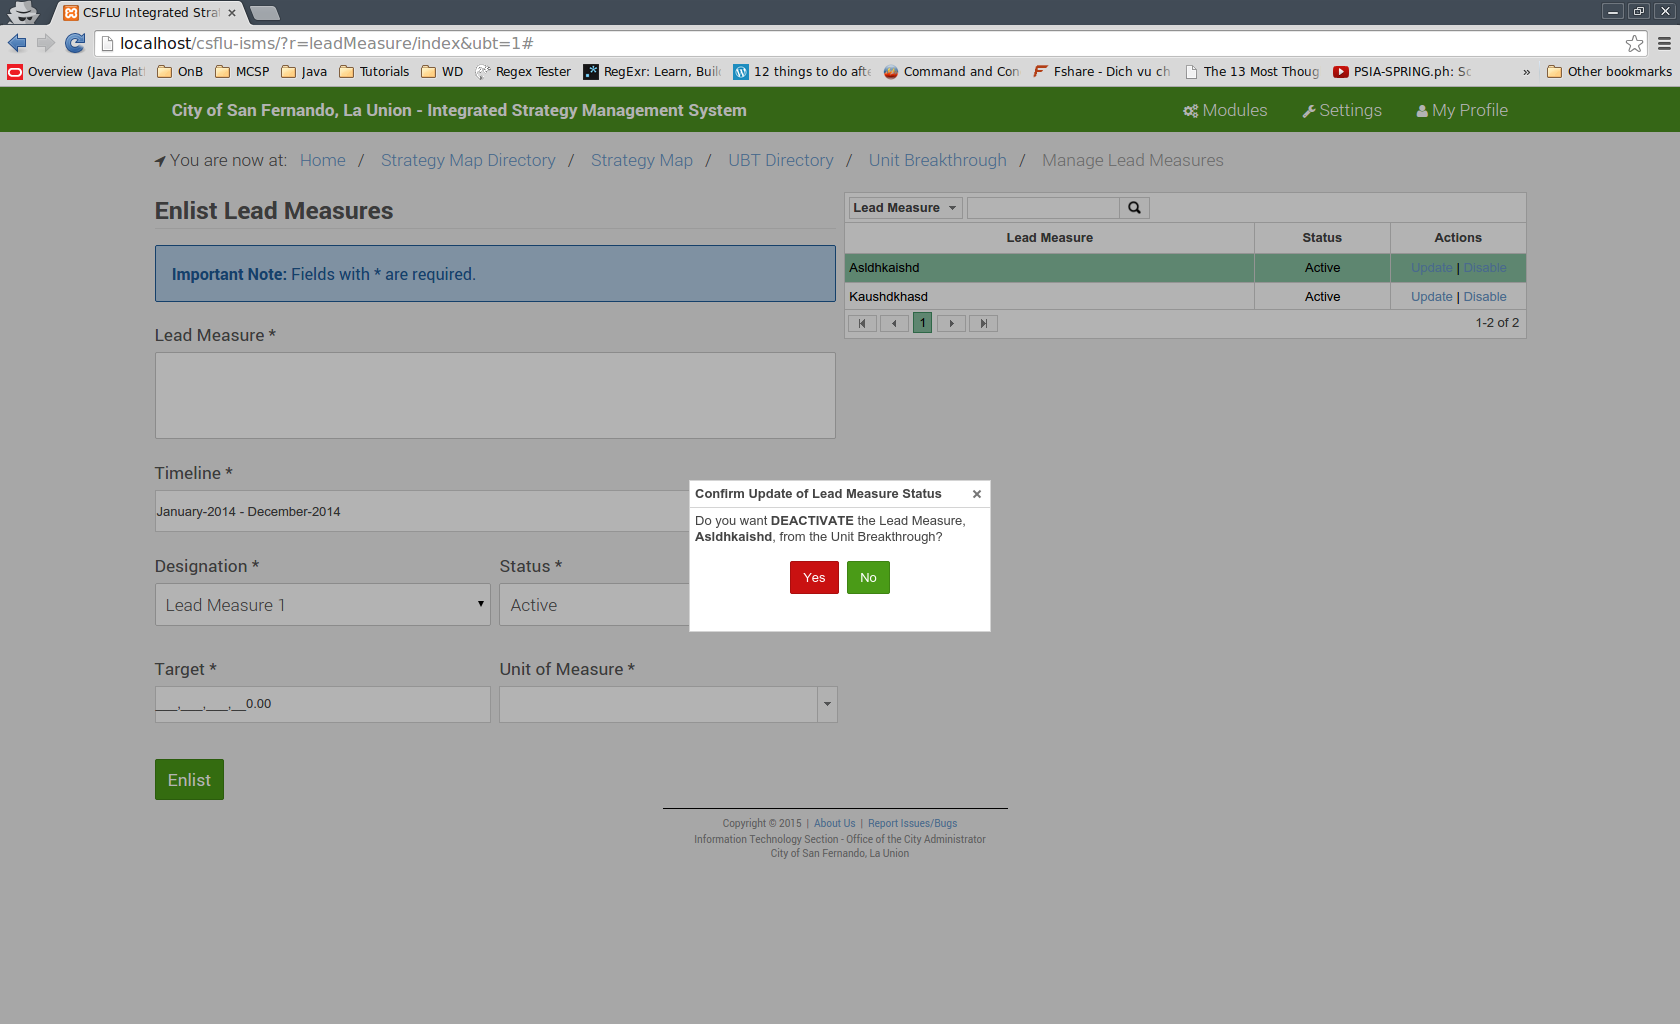 CSFLU Integrated Stra
localhost/csflu-isms/?r=leadMeasure/index&ubt=1#
Overview (Java Plat OnB MCSP Java Tutorials WD Regex Tester RegExr: Learn, Buil 12 things to do afte Command and Con Fshare - Dich vu ch The 13 Most Thoug PSIA-SPRING.ph: Sc » Other bookmarks
City of San Fernando, La Union - Integrated Strategy Management System Modules Settings My Profile
You are now at: Home / Strategy Map Directory / Strategy Map / UBT Directory / Unit Breakthrough / Manage Lead Measures
Enlist Lead Measures
Important Note: Fields with * are required.
Lead Measure *
Timeline *
January-2014 - December-2014
Designation * Status *
Lead Measure 1 Active
Target * Unit of Measure *
___,___,___,__0.00
Enlist
Lead Measure
Lead Measure Status Actions
Asldhkaishd Active Update | Disable
Kaushdkhasd Active Update | Disable
1 1-2 of 2
Confirm Update of Lead Measure Status
Do you want DEACTIVATE the Lead Measure,
Asldhkaishd, from the Unit Breakthrough?
Yes No
Copyright © 2015 | About Us | Report Issues/Bugs
Information Technology Section - Office of the City Administrator
City of San Fernando, La Union